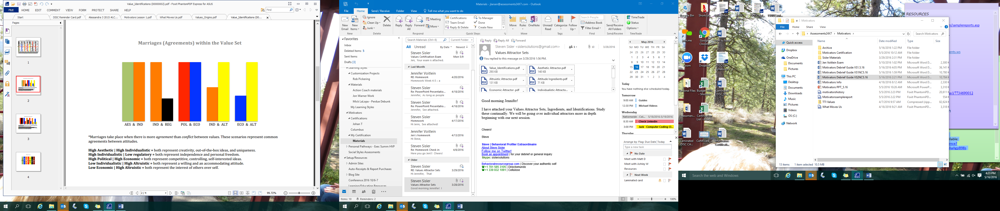 Value_Identifications (00000002).pdf - Foxit PhantomPDF Express for ASUS
FILE HOME EDIT COMMENT VIEW FORM PROTECT SHARE HELP
Find
Start DISC Reminder Card.pdf Alessandra 3 2015 #LC... Motivators Lesson 1.pdf What Moves Us.pdf Values_Origins.pdf Value_Identifications (00...
Pages
1
2
3
4
Marriages (Agreements) within the Value Set
AES & IND IND & REG POL & ECO IND & ALT ECO & ALT
*Marriages take place when there is more agreement than conflict between values. These scenarios represent common
agreements between attitudes.
High Aesthetic | High Individualistic = both represent creativity, out-of-the-box ideas, and uniqueness.
High Individualistic | Low regulatory = both represent independence and personal freedom.
High Political | High Economic = both represent competitive, controlling, self-interested ideas.
Low Individualistic | High Altruistic = both represent a willing and an accommodating attitude.
Low Economic | High Altruistic = both represent the interest of others over self.
2 / 4
99.72%
Materials - jlarsen@assessments24X7.com - Outlook
File Home Send / Receive Folder View Tell me what you want to do
New Email
New Items
Ignore
Clean Up
Junk
Delete
Reply
Reply All
Forward
Meeting
More
Certifications
Team Email
Reply & Delete
To Manager
Done
Create New
Move
Rules
OneNote
Unread/ Read
Categorize
Follow Up
Search People
Address Book
Filter Email
Send/Receive All Folders
TimeTrade
Status
Options
New Delete Respond Quick Steps Move Tags Find Send/Receive TimeTrade
Favorites
Inbox
Deleted Items 5
Sent Items
Drafts [3]
Learning Styles
Customization Projects
Rob Pickering
Materials
Action Coach materials
Jon Warner Work
Mick LaLopa - Perdue Debunk
My Learning Styles
Motivators
Certifications
Johan T
Columbus
My Certification
Materials
Personal Pathways - Exec Summ HVP
Social Styles Assessments
Setup/Resources
Admin Sites
Auto-Receipts & Report Purchases
Blog Site
Conference 2016 10/6-7
Learning/Education Resources
Items: 10 Reminders: 2
Search Materials (Ctrl+E) Current Folder
All Unread By Date Newest
Steven Sisler
Values Certification Exam Mon 5/9
Jen, Your exam is attached.
Last Month
Jennifer Voitlein
RE: Homework 4/20/2016
Homework Week 4-5 – a
Steven Sisler
Re: PowerPoint Presentatio... 4/18/2016
Jennifer, As long as people
Steven Sisler
Re: PowerPoint Presentatio... 4/18/2016
Jennifer, See attached.
Steven Sisler
Homework 4/17/2016
Hi Jenn, See attached!
Jennifer Voitlein
Jen's homework 4/13/2016
Hi Steve,
Steven Sisler
Re: Homework Check in 4/8/2016
Here you go Jen!!! Cheers!
Older
Steven Sisler
RE: Values Attractor Sets 3/29/2016
Hi Jennifer, That
Steven Sisler
Values Attractor Sets 3/28/2016
Good morning Jennifer! I
Reply Reply All Forward
Steven Sisler <sislersolutions@gmail.com> 1 10 3/28/2016
Values Attractor Sets
You replied to this message on 3/29/2016 1:56 PM.
Value_Identifications.pdf
293 KB
Aesthetic Attractor.pdf
140 KB
Altruistic Attractor.pdf
131 KB
Attitude Ingredients.pdf
71 KB
Economic Attractor .pdf
Individualistic Attracto...
Good morning Jennifer!
I have attached your Values Attractor Sets, Ingredients, and Identifications. Study
these continually. We will be going over individual attractors more in depth
beginning with our next session.
Cheers!
Steve
Steve | Behavioral Profiler Extraordinaire
About Steve Sisler
Follow me on Twitter!
Book an appointment | for your debrief or general inquiry
Skype: sislersolutions
Behavioralresourcegroup.com | Discover your authentic self
+1 781 585 3105 | Directomundo
+1 339 832 1091 | Cellulose
May 2016
SU MO TU WE TH FR SA
24 25 26 27 28 29 30
1 2 3 4 5 6 7
8 9 10 11 12 13 14
15 16 17 18 19 20 21
22 23 24 25 26 27 28
29 30 31 1 2 3 4
Today
You have nothing else scheduled today.
Tomorrow
9:00 AM Guides
12:30 PM Michael Videos
Wednesday
Nationwide - Col... 5/18/2016-5/19/2016
8:30 AM Check Linkedin
3:00 PM Jack - Computer Coding Cl...
Thursday
Arrange by: Flag: Due Date Today
Type a new task
No Date
Meet with Matt D
Meet with Ashley W
Resources
Next Week
Laminated card
100%
Recycle Bin
Shortcuts
Library
join.me
Google Chrome
Stuff to Note
Zoom
Dropbox
DISC Cert Syllabus
Personal Files
Budget 2016 - Shortcut
Laminated DISC_M...
Assessmen...
Certification List - Asse...
Laminated DISC CA...
Certificate_...
Motivators Certificati...
RESOURCES
m/samplereports.asp
ents.ws
us/j/7734690012
ilable:
ence?
AaAgpB98s
Motivators
File Home Share View
Assessments24X7 Motivators
Search Motivators
Quick access
Dropbox
OneDrive
Documents
Pictures
This PC
Desktop
Documents
Downloads
Music
Pictures
Videos
OS (C:)
Network
Name Date modified Type Size
Archive 5/16/2016 1:22 PM File folder
Motivators Certification 5/5/2016 10:12 AM File folder
Sisler Materials 3/29/2016 2:31 PM File folder
Jen Voitlein Exam 5/10/2016 1:02 PM Microsoft Word D... 2,300 K
Motivators Debrief Guide VS1.5.16 5/16/2016 4:05 PM Microsoft Word D... 36,141 K
Motivators Debrief Guide VS1NC5.16 5/16/2016 1:59 PM Microsoft Word D... 10,780 K
Motivators Debrief Guide VS2NC5.16 5/16/2016 2:21 PM Microsoft Word D... 10,784 K
Motivators Info 4/18/2016 8:12 AM Microsoft Word D... 2,330 K
Motivators PPT_5.16 5/5/2016 10:26 AM Microsoft PowerP... 3,310 K
motivatorshistory 5/5/2016 2:23 PM Foxit PhantomPD... 20,611 K
Motivatorssamplereport 5/5/2016 2:22 PM Foxit PhantomPD... 554 K
TTI Values 4/7/2016 9:57 AM Compressed (zipp... 82,624 K
What Moves Us 4/18/2016 9:21 AM Foxit PhantomPD... 3,318 K
13 items 1 item selected 10.5 MB
Search the web and Windows
4:23 PM
5/16/2016